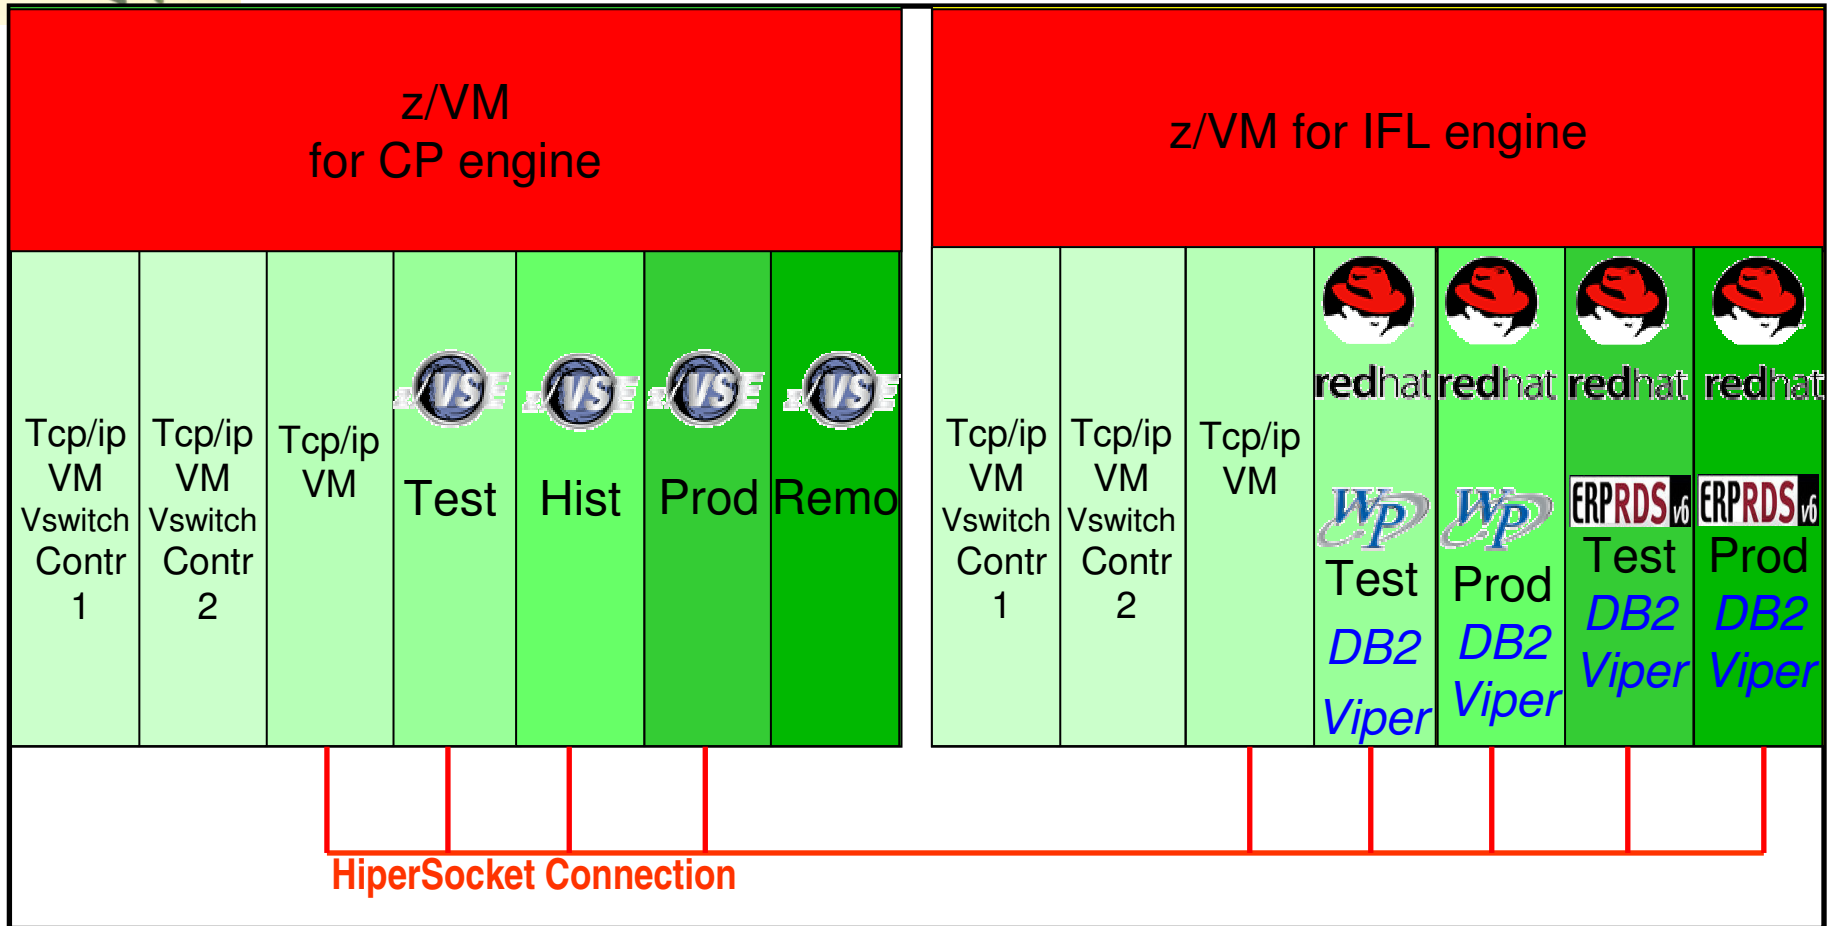 z/VM
for CP engine
z/VM for IFL engine
Tcp/ip
VM
Vswitch
Contr
1
Tcp/ip
VM
Vswitch
Contr
2
Tcp/ip
VM
z/VSE
Test
z/VSE
Hist
z/VSE
Prod
z/VSE
Remo
Tcp/ip
VM
Vswitch
Contr
1
Tcp/ip
VM
Vswitch
Contr
2
Tcp/ip
VM
redhat
WP
Test
DB2
Viper
redhat
WP
Prod
DB2
Viper
redhat
ERPRDS v6
Test
DB2
Viper
redhat
ERPRDS v6
Prod
DB2
Viper
HiperSocket Connection